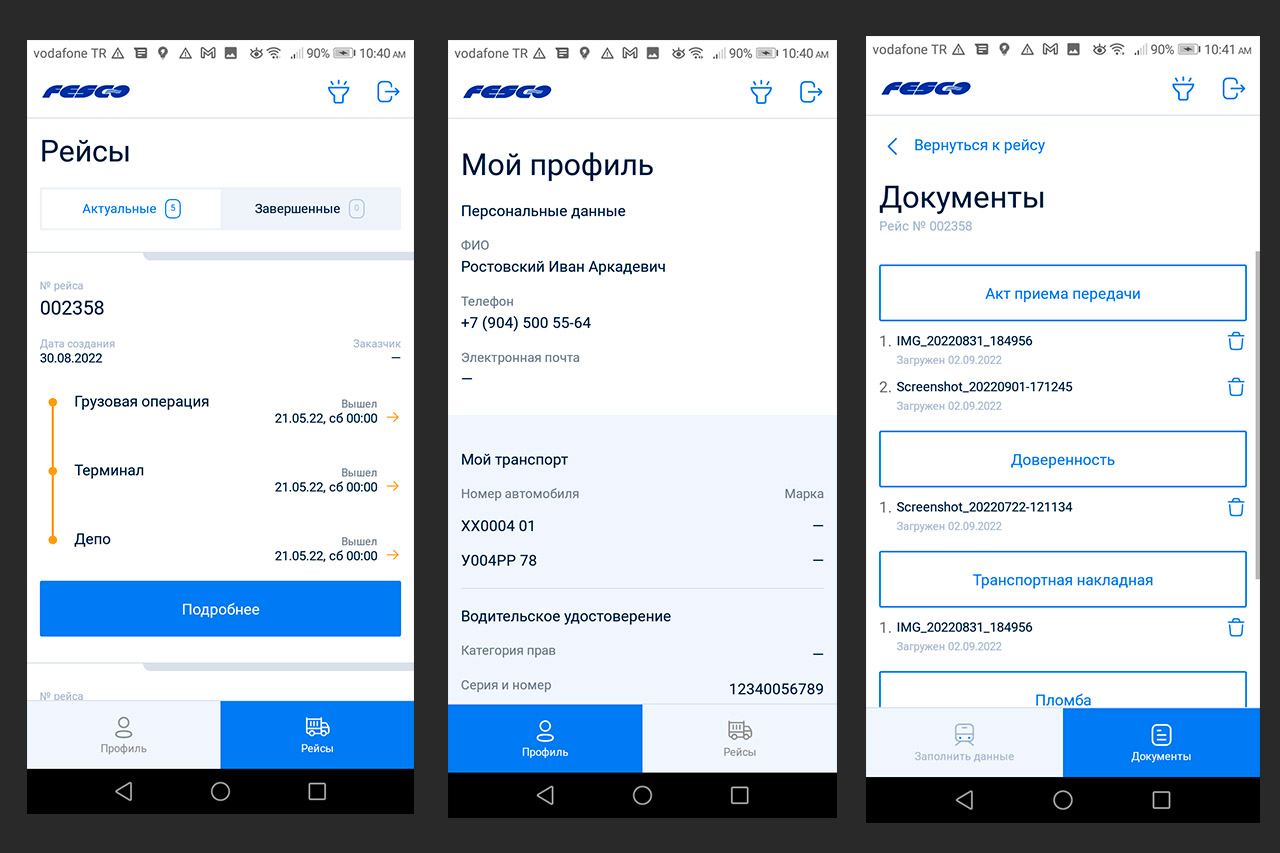 vodafone TR 90% 10:40 AM
FESCO
Рейсы
Актуальные 5 Завершенные 0
№ рейса
002358
Дата создания Заказчик
30.08.2022 —
Грузовая операция Вышел
21.05.22, сб 00:00
Терминал Вышел
21.05.22, сб 00:00
Депо Вышел
21.05.22, сб 00:00
Подробнее
№ рейса
Профиль Рейсы
vodafone TR 90% 10:40 AM
FESCO
Мой профиль
Персональные данные
ФИО
Ростовский Иван Аркадевич
Телефон
+7 (904) 500 55-64
Электронная почта
—
Мой транспорт
Номер автомобиля Марка
ХХ0004 01 —
У004РР 78 —
Водительское удостоверение
Категория прав —
Серия и номер 12340056789
Профиль Рейсы
vodafone TR 90% 10:41 AM
FESCO
Вернуться к рейсу
Документы
Рейс № 002358
Акт приема передачи
1. IMG_20220831_184956
Загружен 02.09.2022
2. Screenshot_20220901-171245
Загружен 02.09.2022
Доверенность
1. Screenshot_20220722-121134
Загружен 02.09.2022
Транспортная накладная
1. IMG_20220831_184956
Загружен 02.09.2022
Пломба
Заполнить данные Документы